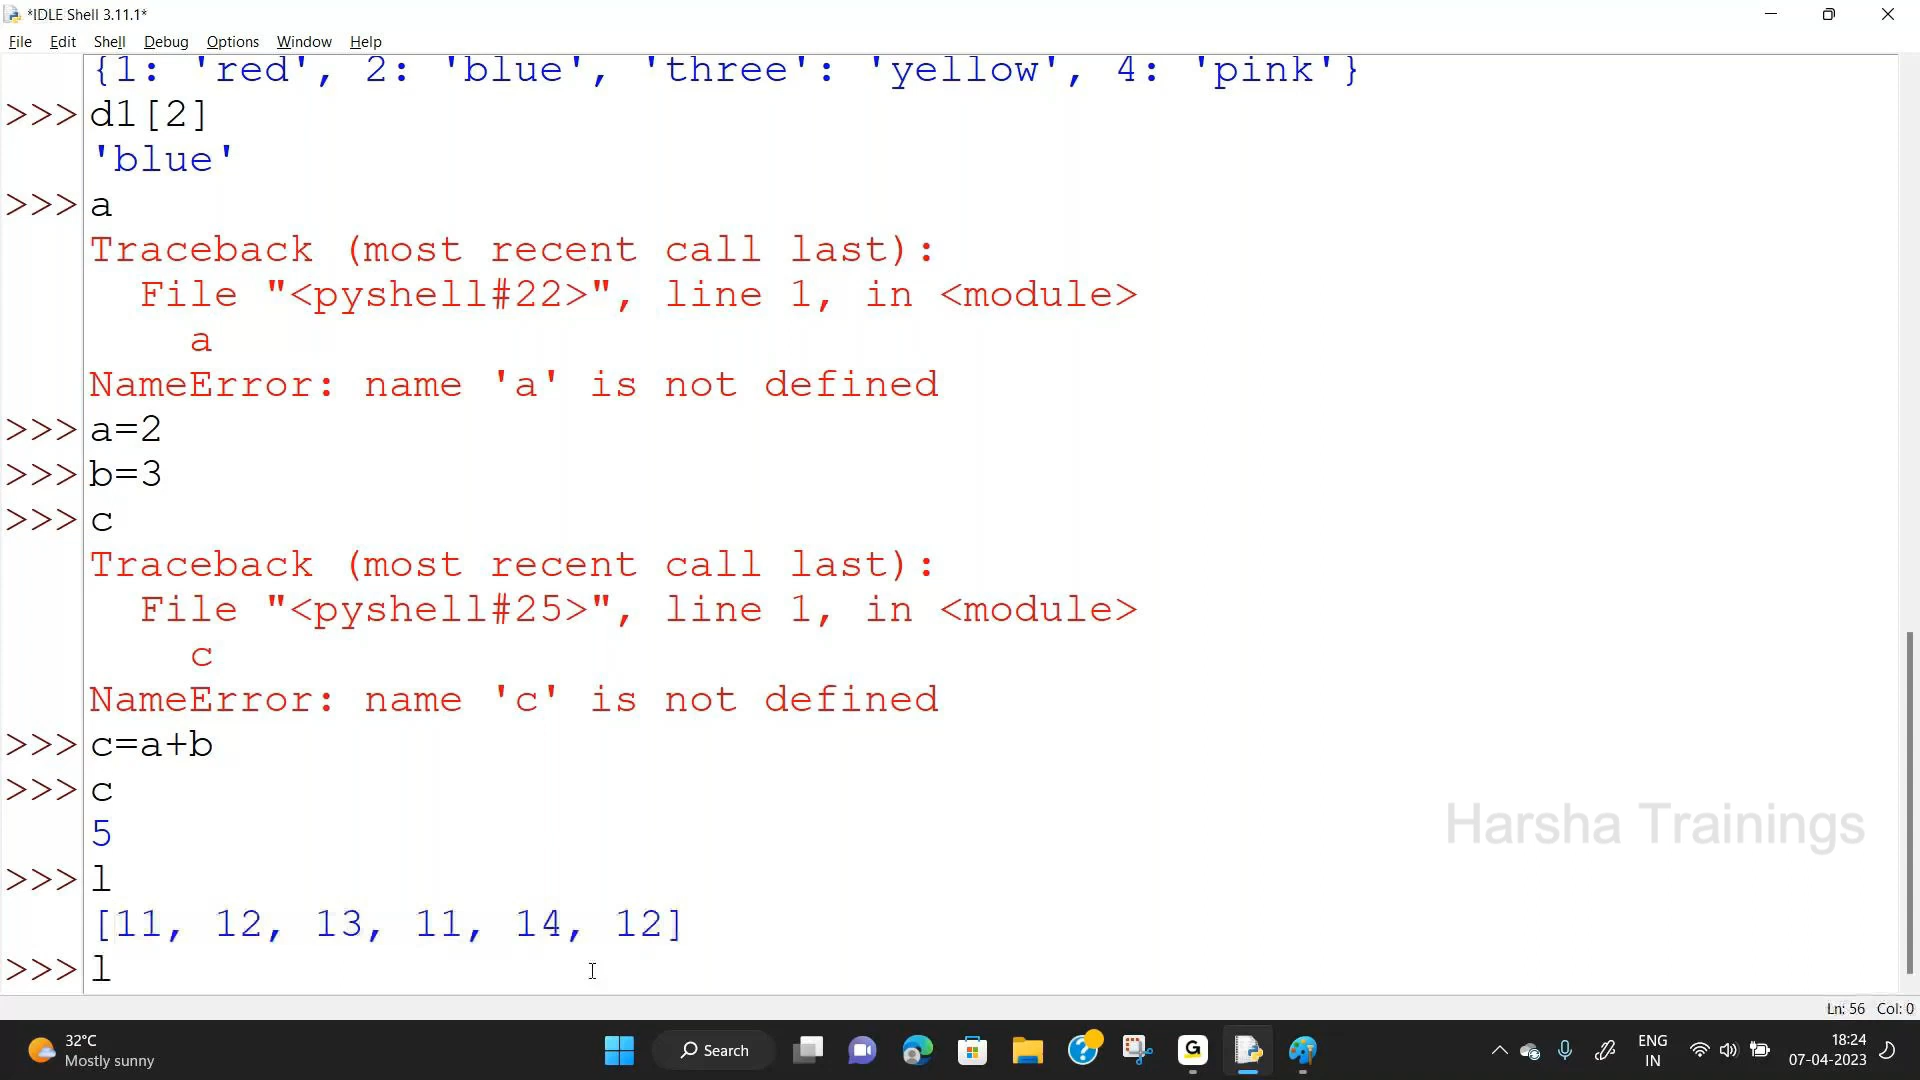 *IDLE Shell 3.11.1*
File Edit Shell Debug Options Window Help
{1: 'red', 2: 'blue', 'three': 'yellow', 4: 'pink'}
>>> d1[2]
'blue'
>>> a
Traceback (most recent call last):
  File "<pyshell#22>", line 1, in <module>
    a
NameError: name 'a' is not defined
>>> a=2
>>> b=3
>>> c
Traceback (most recent call last):
  File "<pyshell#25>", line 1, in <module>
    c
NameError: name 'c' is not defined
>>> c=a+b
>>> c
5
>>> l
[11, 12, 13, 11, 14, 12]
>>> l
Harsha Trainings
Ln: 56 Col: 0
32°C
Mostly sunny
Search
ENG
IN
18:24
07-04-2023